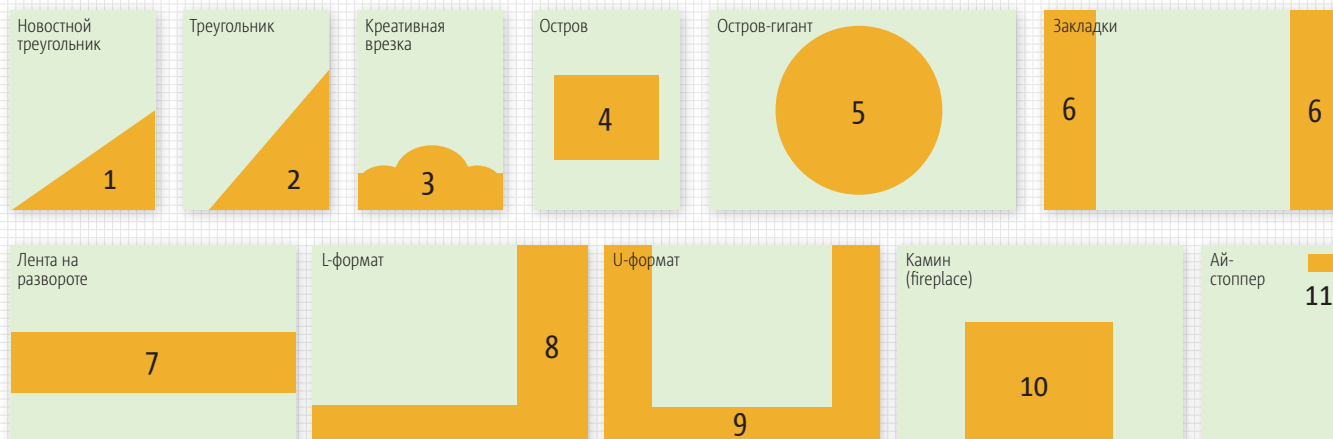 Новостной
треугольник
1
Треугольник
2
Креативная
врезка
3
Остров
4
Остров-гигант
5
Закладки
6
6
Лента на
развороте
7
L-формат
8
U-формат
9
Камин
(fireplace)
10
Ай-
стоппер
11